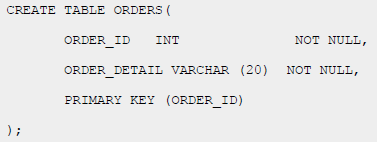 CREATE TABLE ORDERS(
ORDER_ID INT NOT NULL,
ORDER_DETAIL VARCHAR (20) NOT NULL,
PRIMARY KEY (ORDER_ID)
);